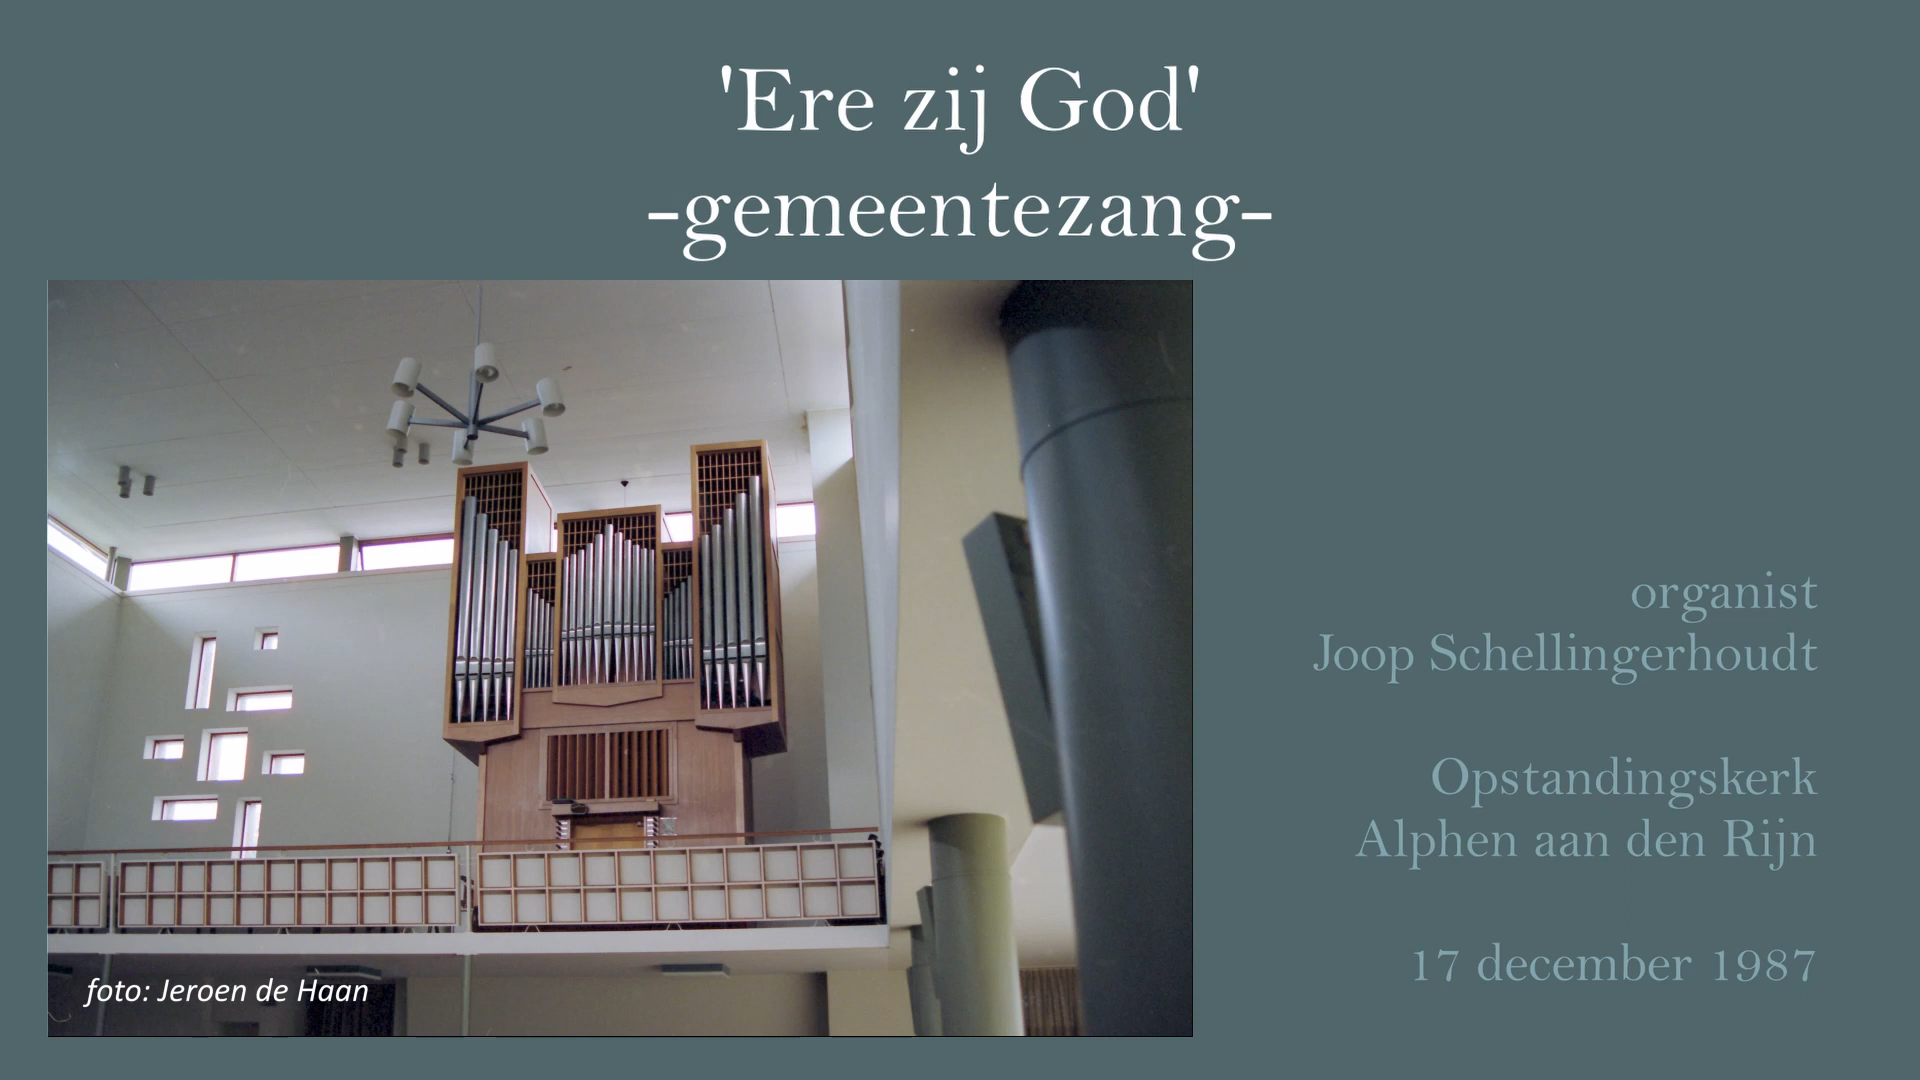 'Ere zij God'
-gemeentezang-
organist
Joop Schellingerhoudt
Opstandingskerk
Alphen aan den Rijn
17 december 1987
foto: Jeroen de Haan